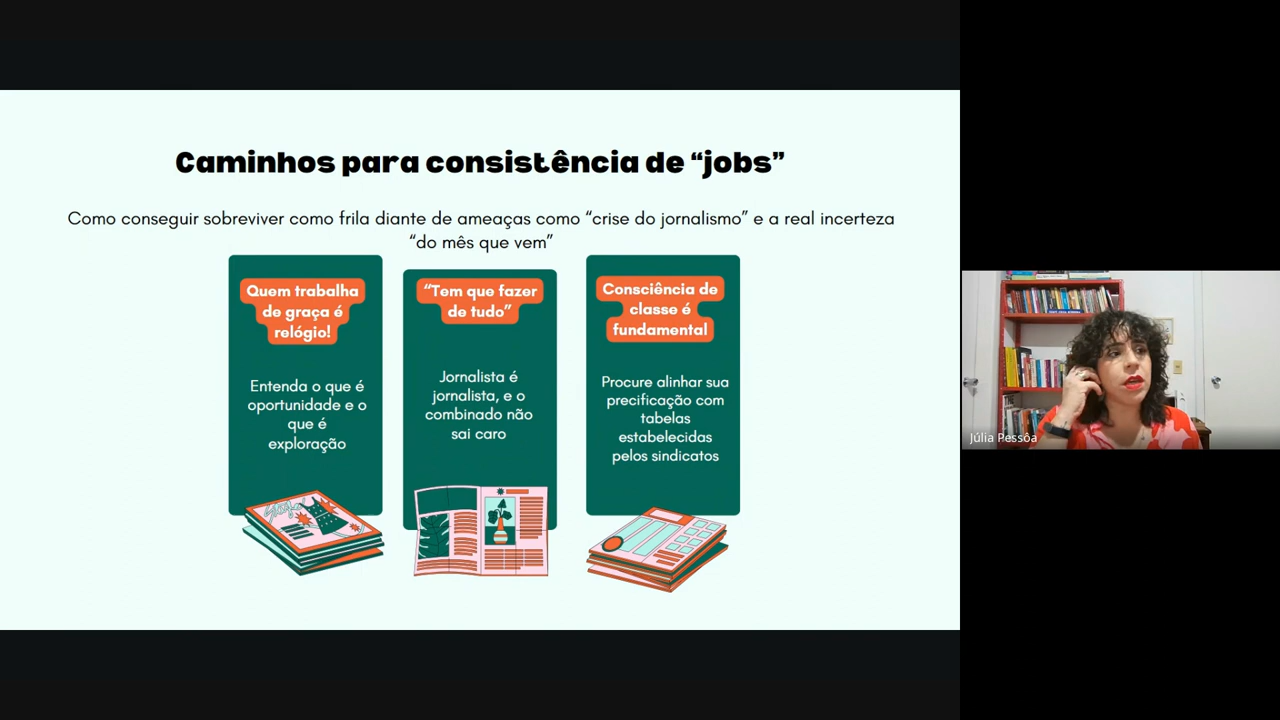 Caminhos para consistência de “jobs”
Como conseguir sobreviver como frila diante de ameaças como “crise do jornalismo” e a real incerteza
“do mês que vem”
Quem trabalha
de graça é
relógio!
Entenda o que é
oportunidade e o
que é
exploração
“Tem que fazer
de tudo”
Jornalista é
jornalista, e o
combinado não
sai caro
Consciência de
classe é
fundamental
Procure alinhar sua
precificação com
tabelas
estabelecidas
pelos sindicatos
Júlia Pessôa